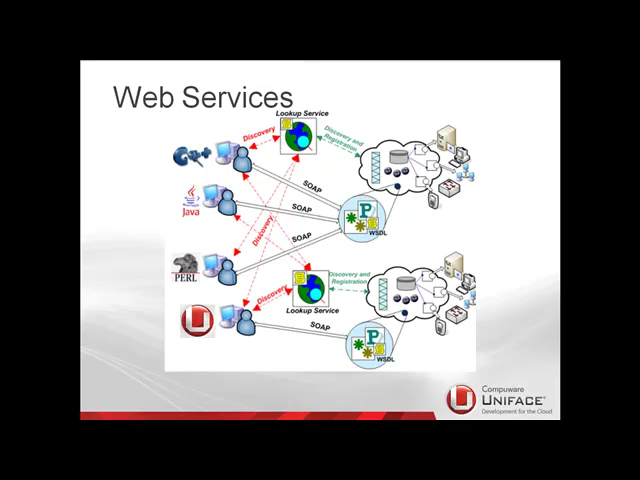 Web Services
Lookup Service
Discovery
Discovery and
Registration
C++
SOAP
Java
SOAP
P
WSDL
Discovery
SOAP
PERL
Discovery and
Registration
Discovery
Lookup Service
SOAP
P
WSDL
Compuware
UNIFACE®
Development for the Cloud